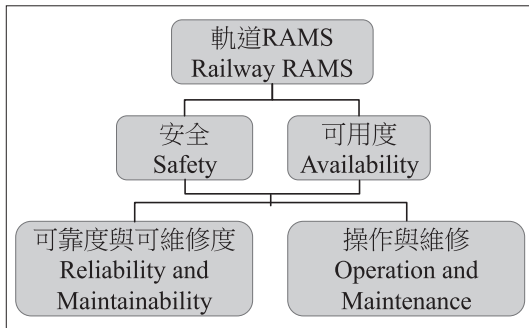 軌道RAMS
Railway RAMS
安全
Safety
可用度
Availability
可靠度與可維修度
Reliability and
Maintainability
操作與維修
Operation and
Maintenance